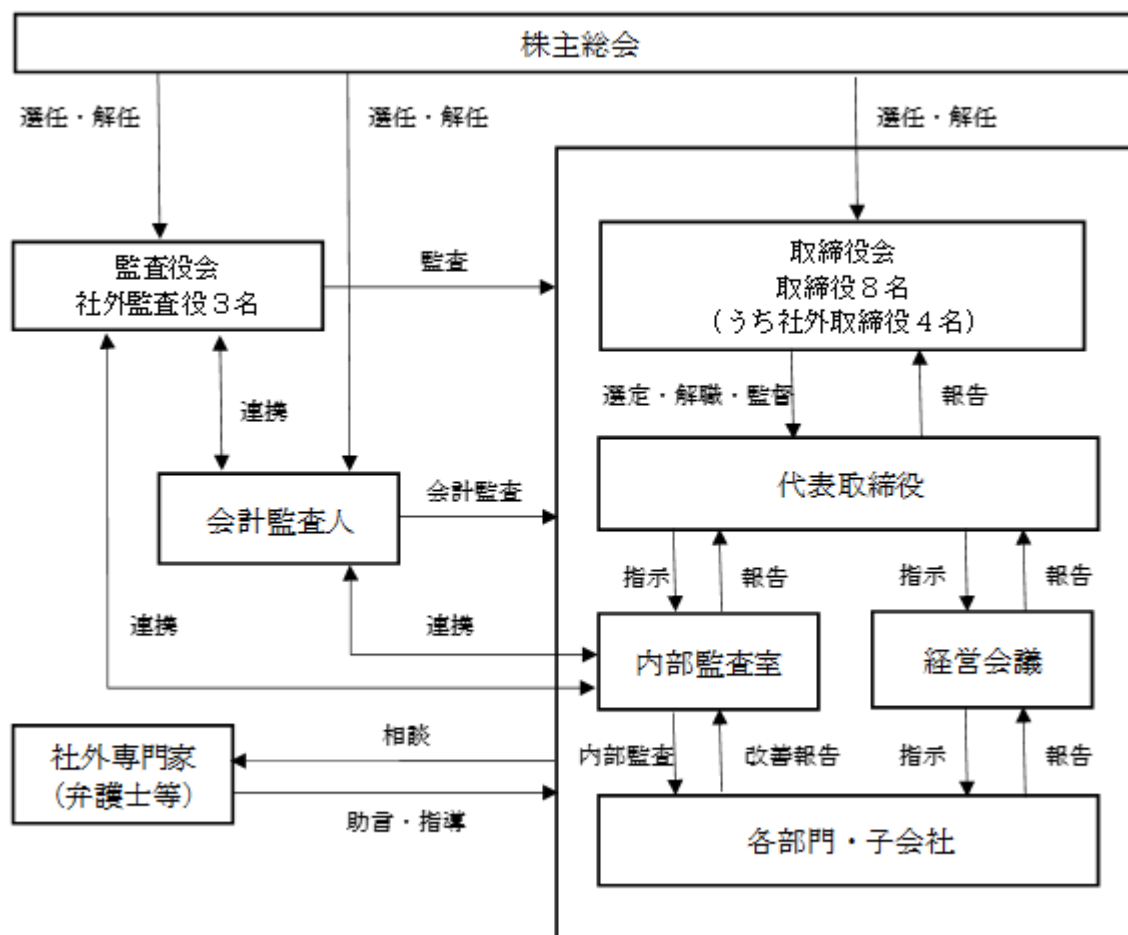 株主総会
選任・解任
選任・解任
選任・解任
監査役会
社外監査役３名
監査
取締役会
取締役８名
（うち社外取締役４名）
連携
選定・解職・監督
報告
会計監査人
会計監査
代表取締役
指示
報告
指示
報告
連携
連携
内部監査室
経営会議
社外専門家
（弁護士等）
相談
助言・指導
内部監査
改善報告
指示
報告
各部門・子会社